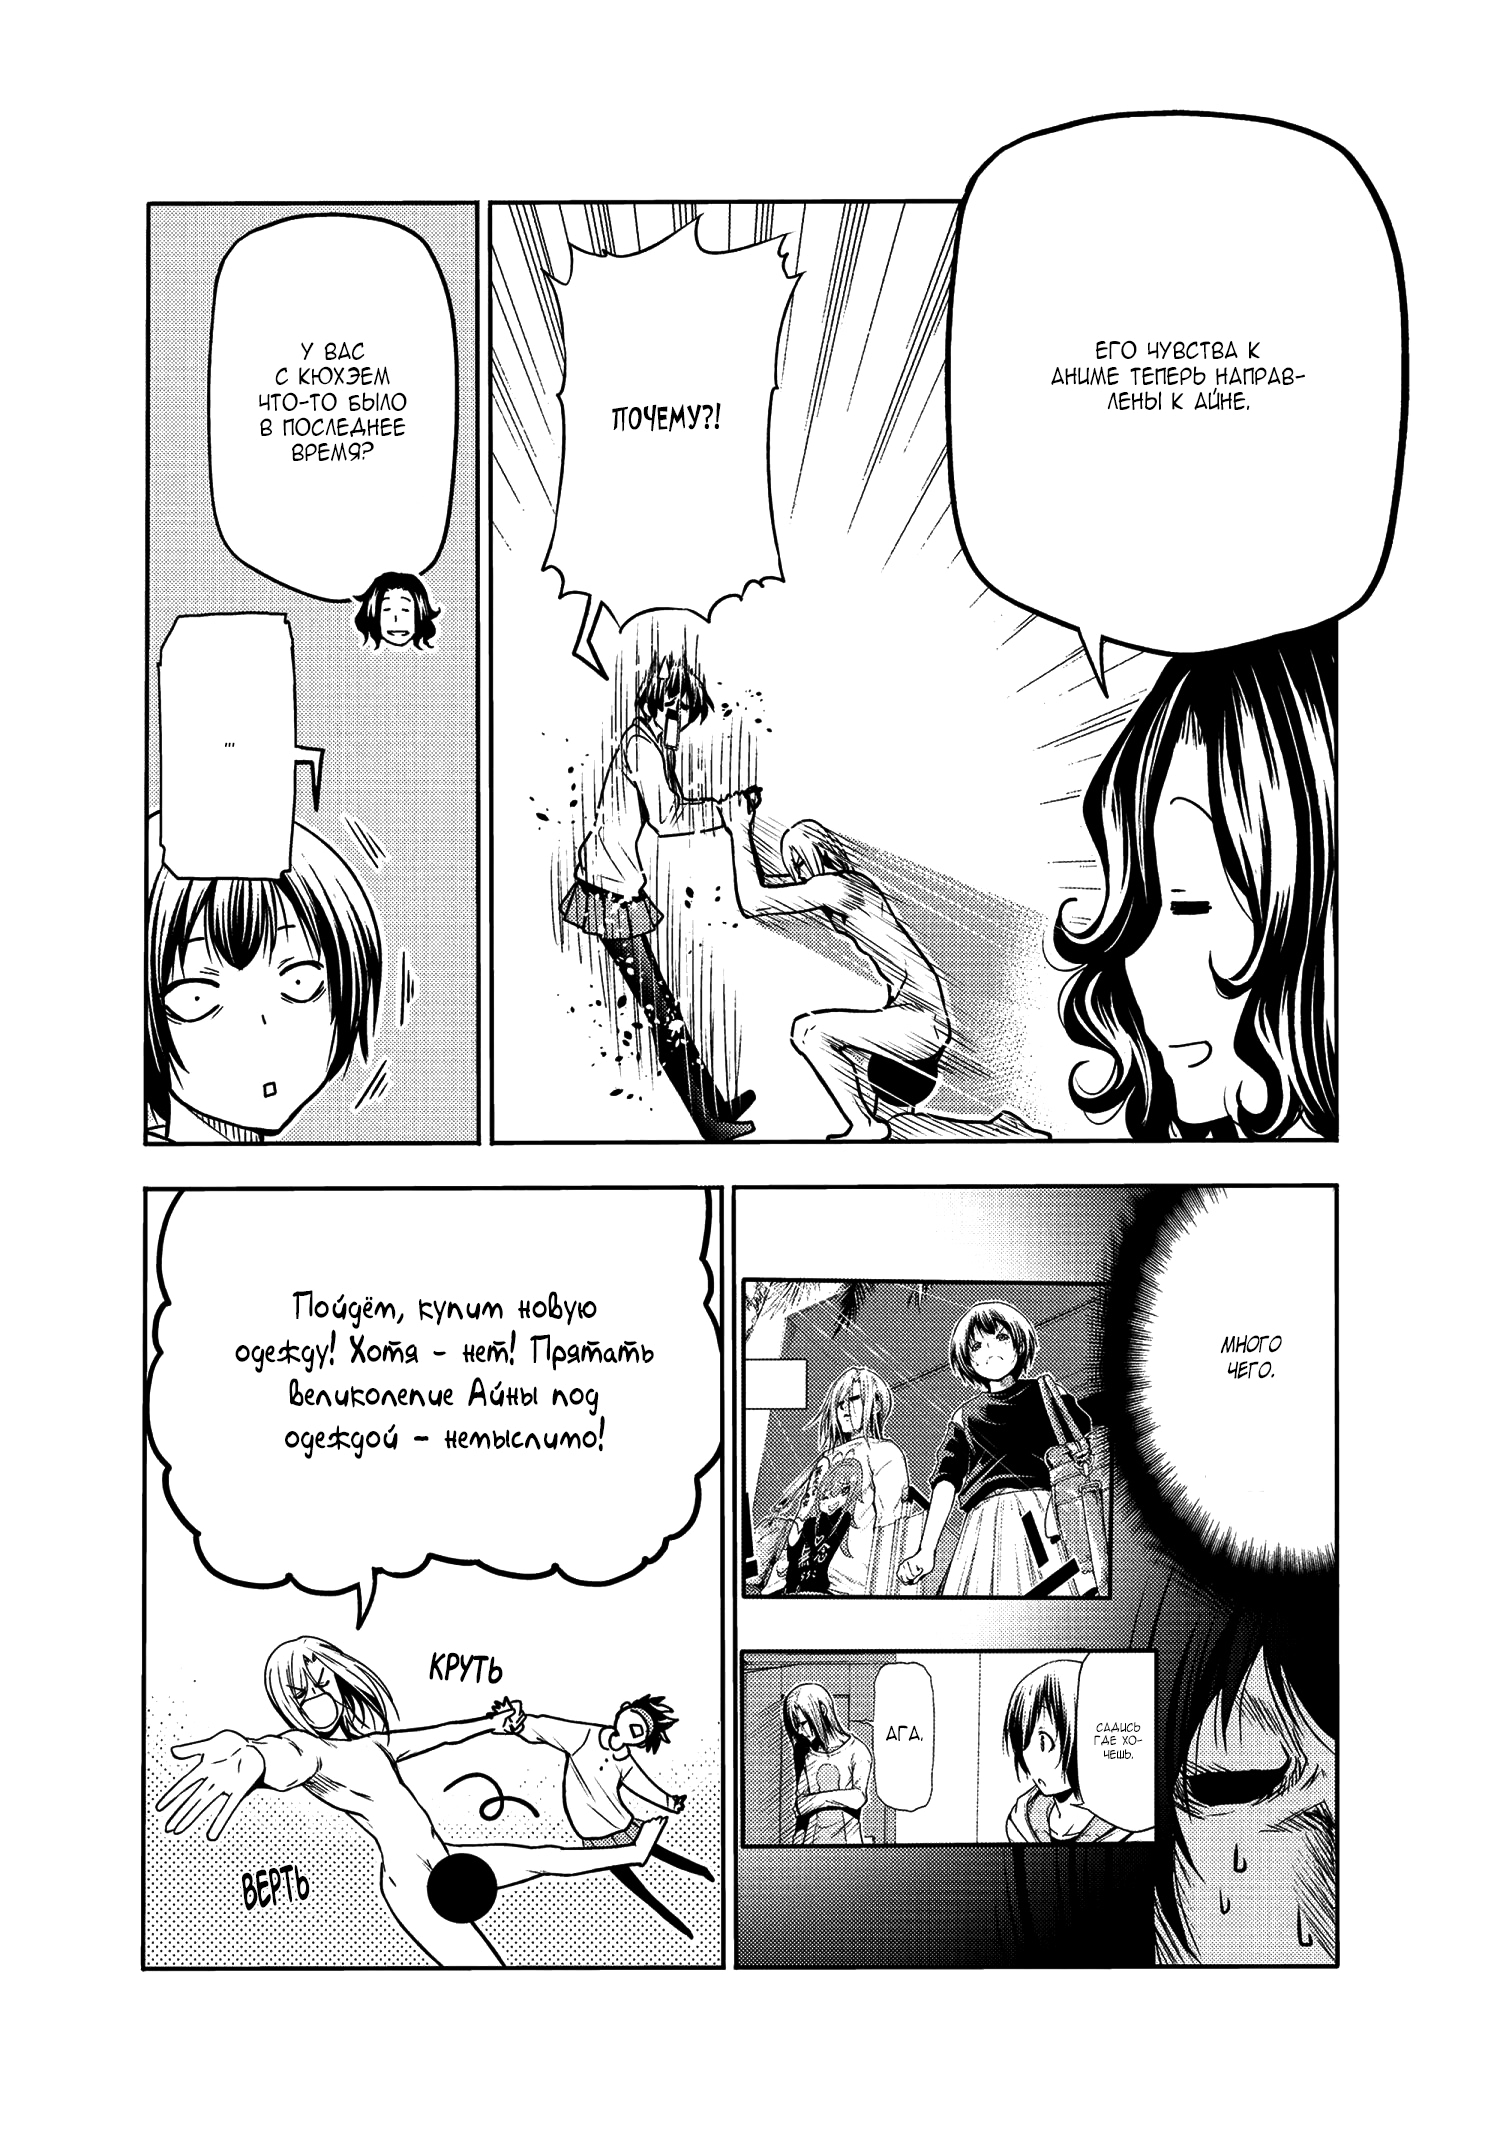 ЕГО ЧУВСТВА К
АНИМЕ ТЕПЕРЬ НАПРАВ-
ЛЕНЫ К АЙНЕ.
ПОЧЕМУ?!
У ВАС
С КЮХЭЕМ
ЧТО-ТО БЫЛО
В ПОСЛЕДНЕЕ
ВРЕМЯ?
...
МНОГО
ЧЕГО.
САДИСЬ
ГДЕ ХО-
ЧЕШЬ.
АГА.
Пойдём, купим новую
одежду! Хотя - нет! Прятать
великолепие Айны под
одеждой - немыслимо!
КРУТЬ
ВЕРТЬ